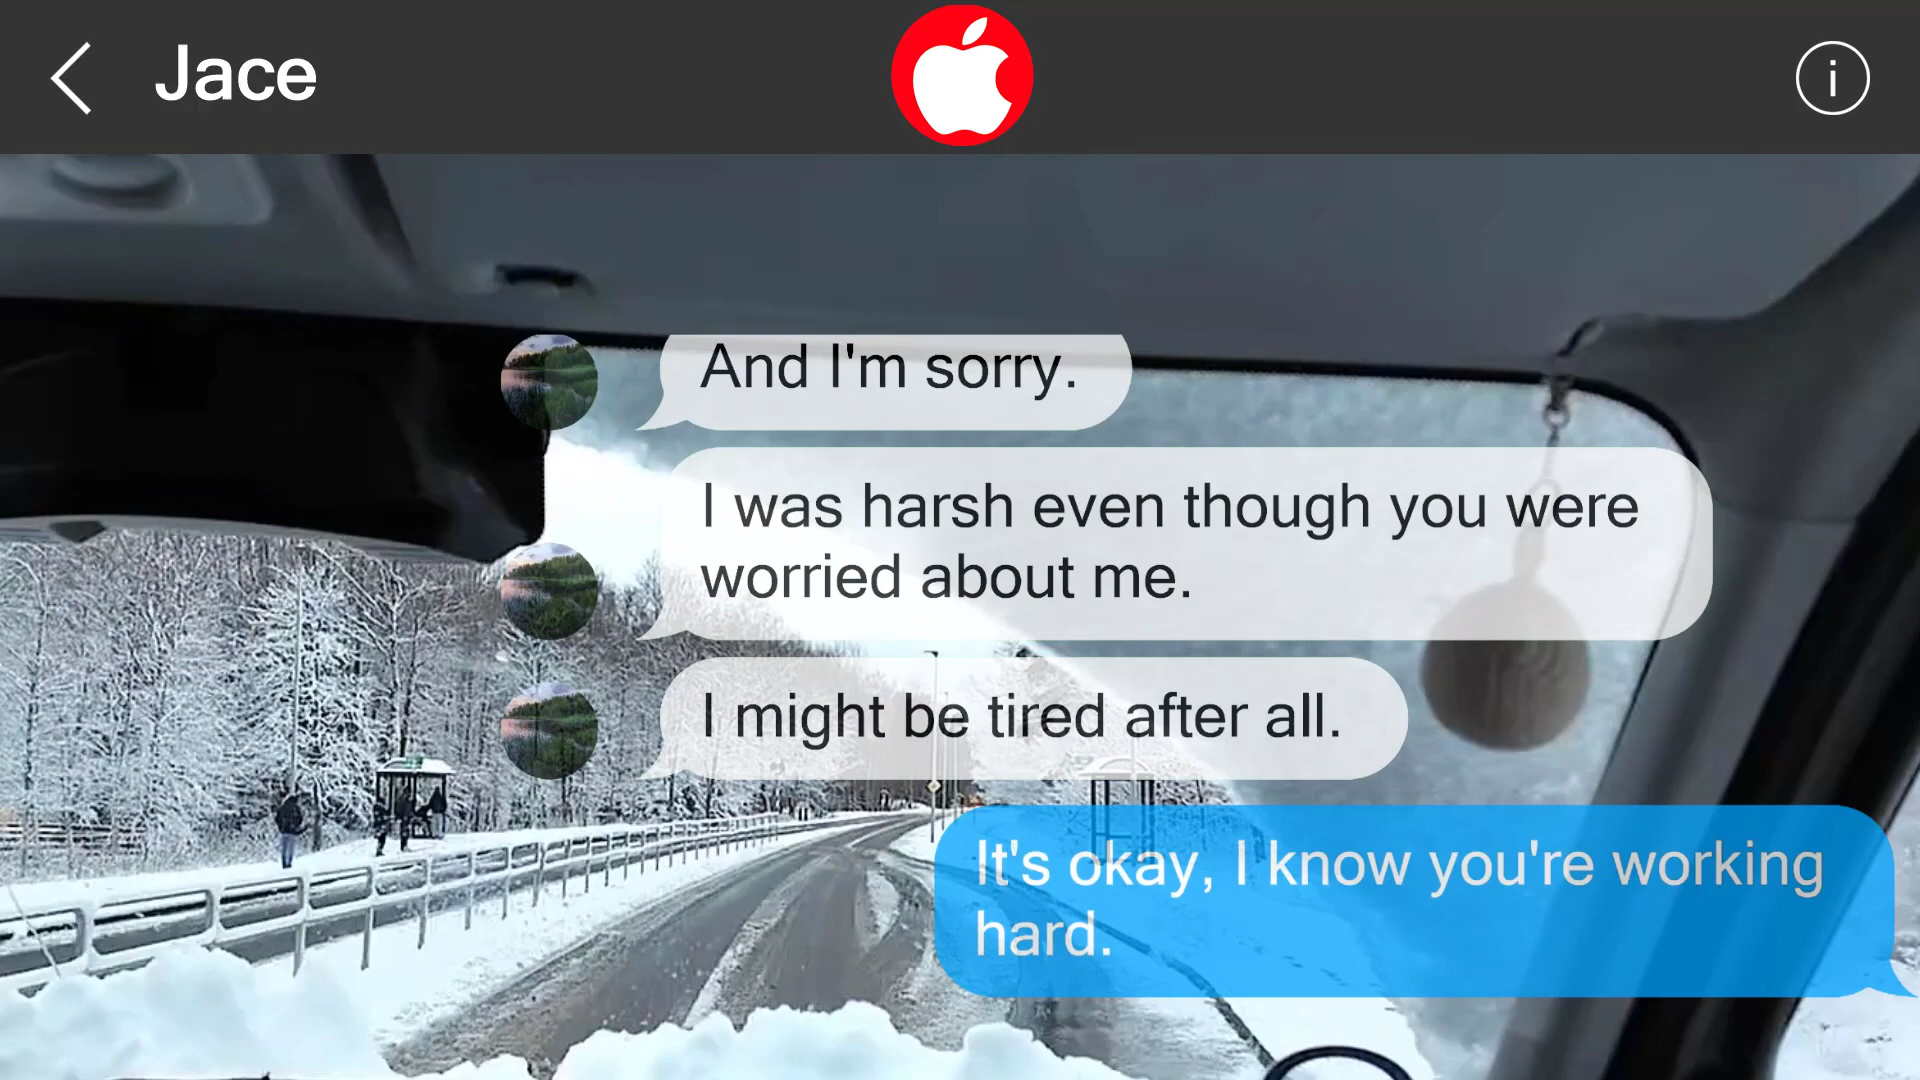 Jace
And I'm sorry.
I was harsh even though you were
worried about me.
I might be tired after all.
It's okay, I know you're working
hard.